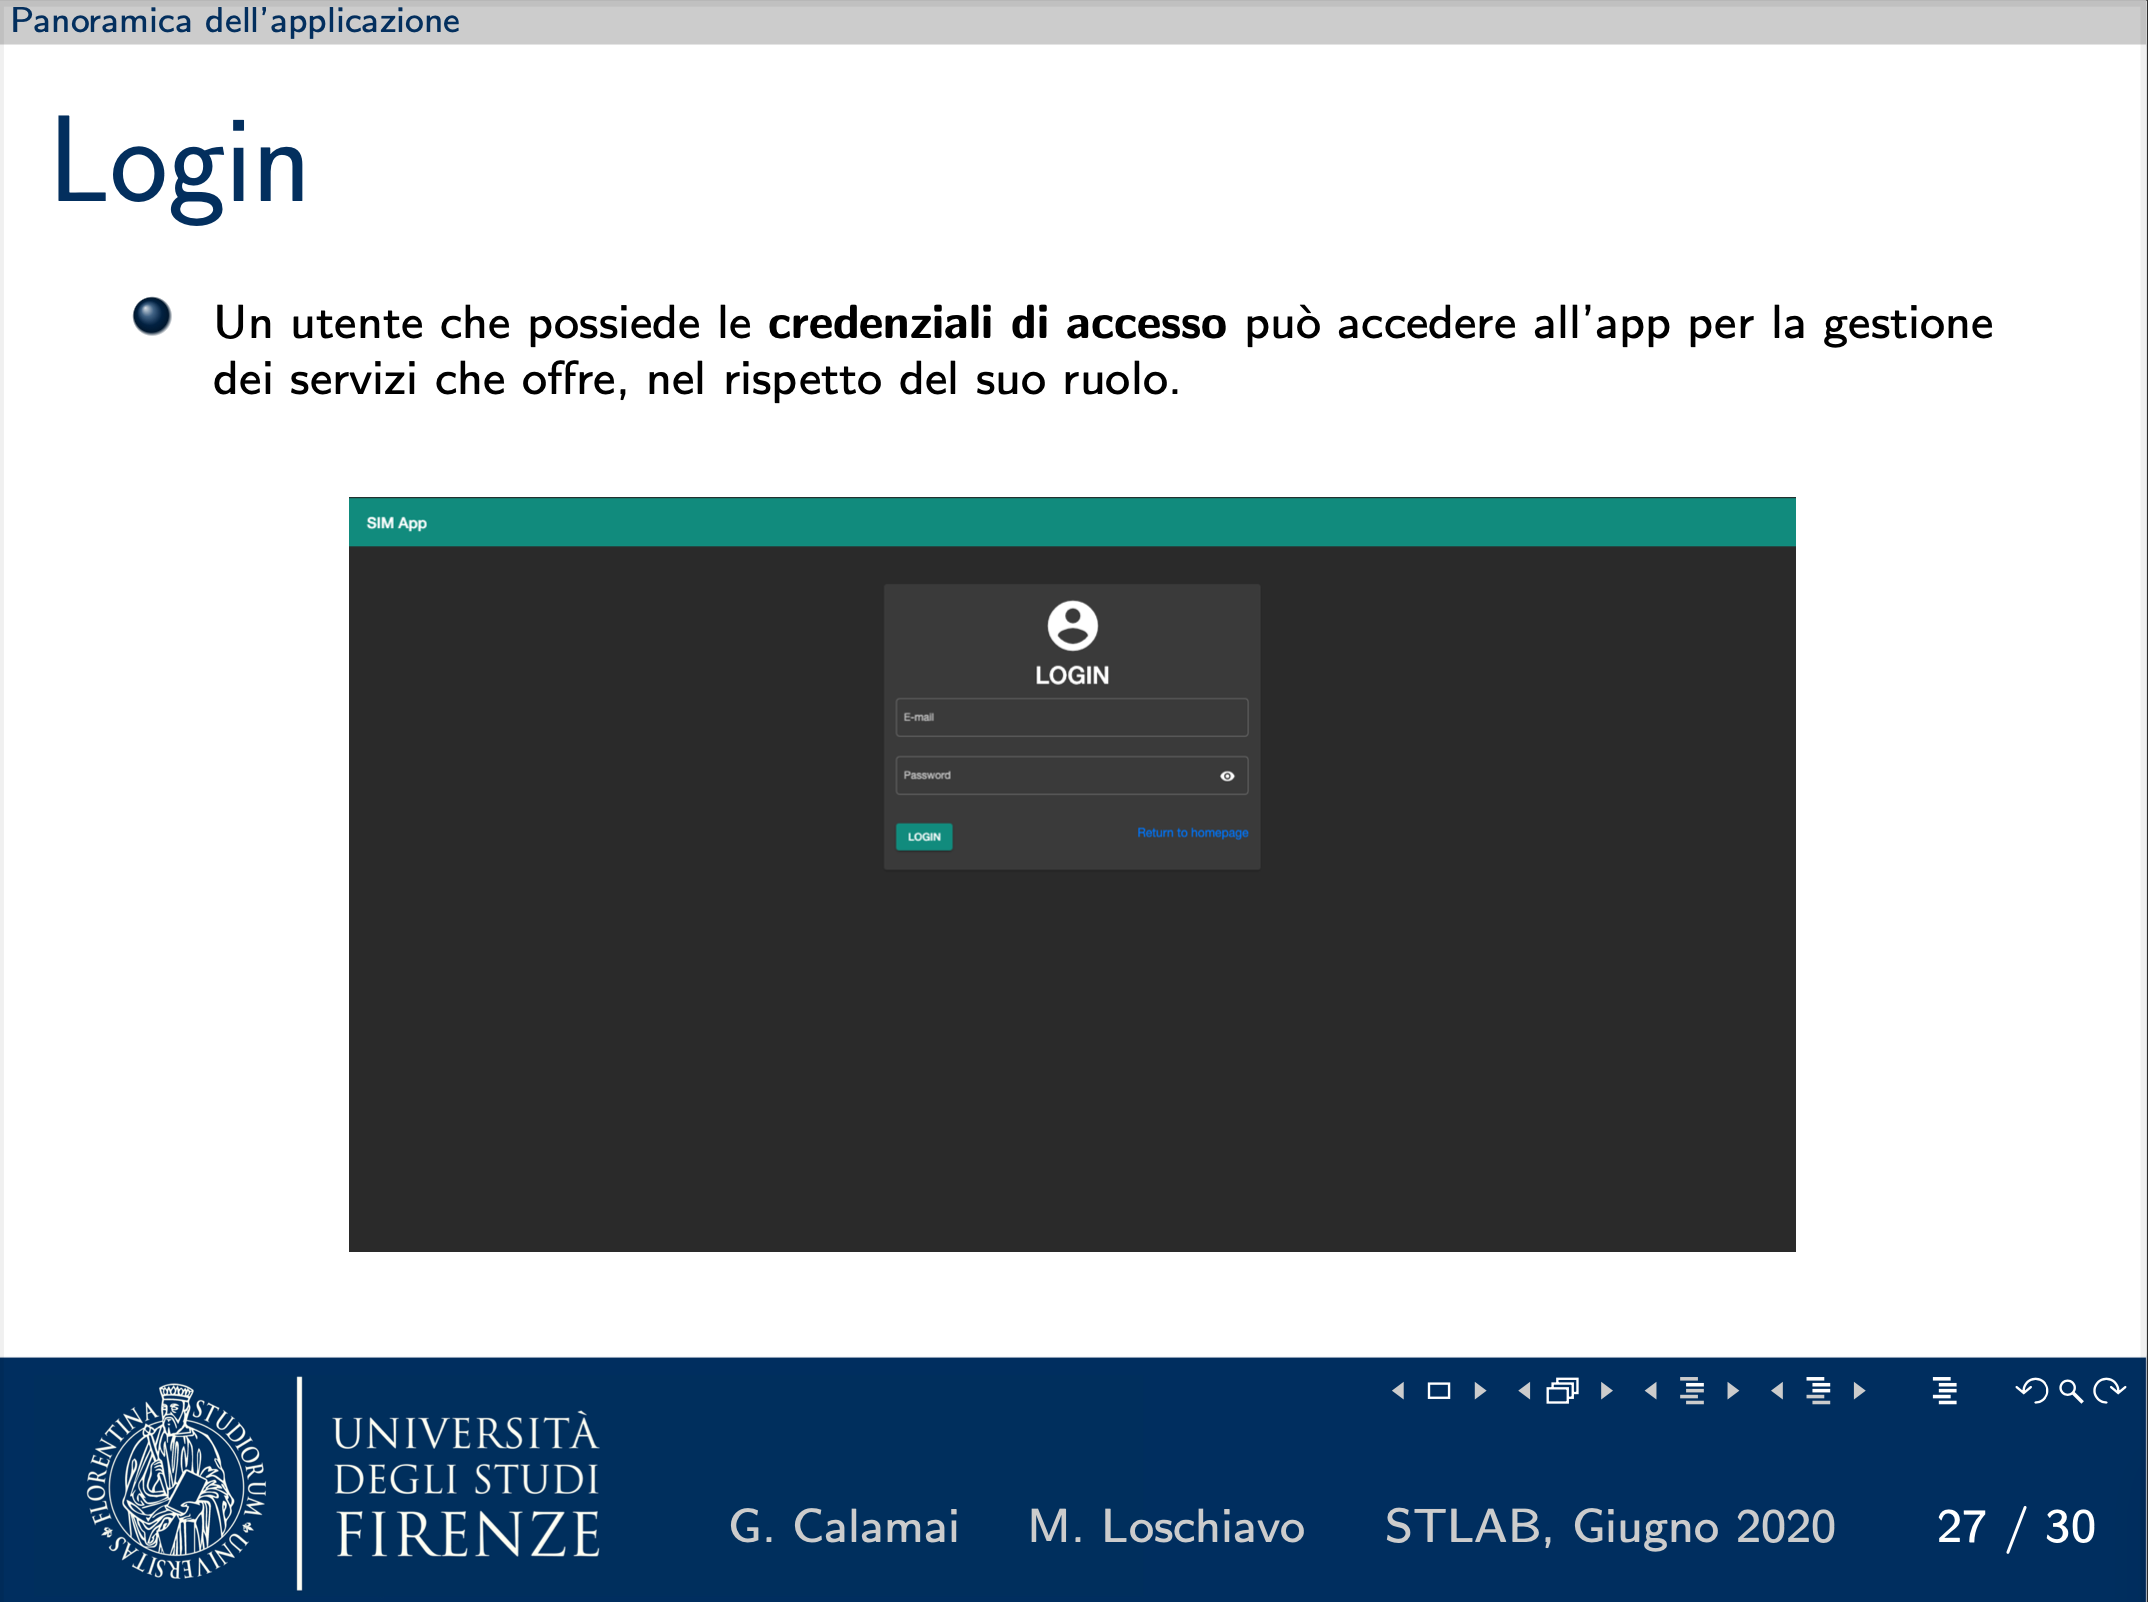 Panoramica dell'applicazione
Login
Un utente che possiede le credenziali di accesso può accedere all'app per la gestione
dei servizi che offre, nel rispetto del suo ruolo.
SIM App
LOGIN
E-mail
Password
LOGIN
Return to homepage
FLORENTINA STUDIORUM UNIVERSITAS
UNIVERSITÀ
DEGLI STUDI
FIRENZE
G. Calamai M. Loschiavo STLAB, Giugno 2020 27 / 30